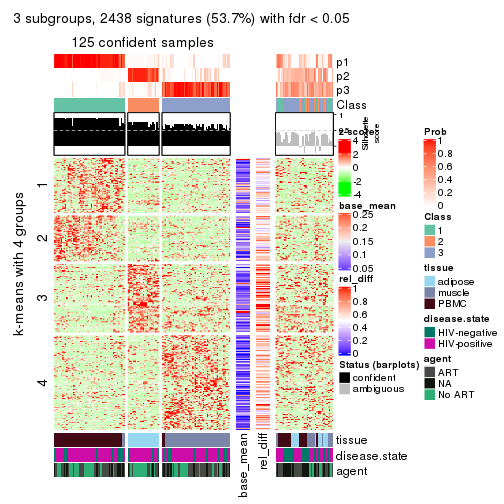 3 subgroups, 2438 signatures (53.7%) with fdr < 0.05
125 confident samples
p1
p2
p3
Class
1
Silhouette
score
k-means with 4 groups
1
2
3
4
z-score
4
2
0
-2
-4
base_mean
0.25
0.2
0.15
0.1
0.05
rel_diff
1
0.8
0.6
0.4
0.2
0
Status (barplots)
confident
ambiguous
Prob
1
0.8
0.6
0.4
0.2
0
Class
1
2
3
tissue
adipose
muscle
PBMC
disease.state
HIV-negative
HIV-positive
agent
ART
NA
No ART
tissue
disease.state
agent
base_mean
rel_diff